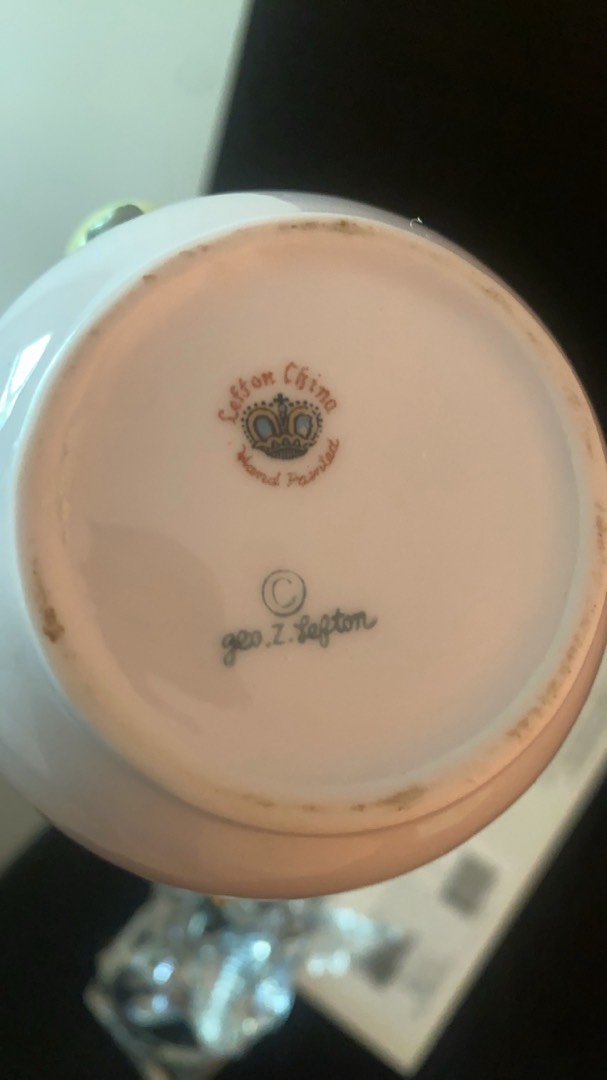 Lefton China
Hand Painted
©
geo. Z. Lefton